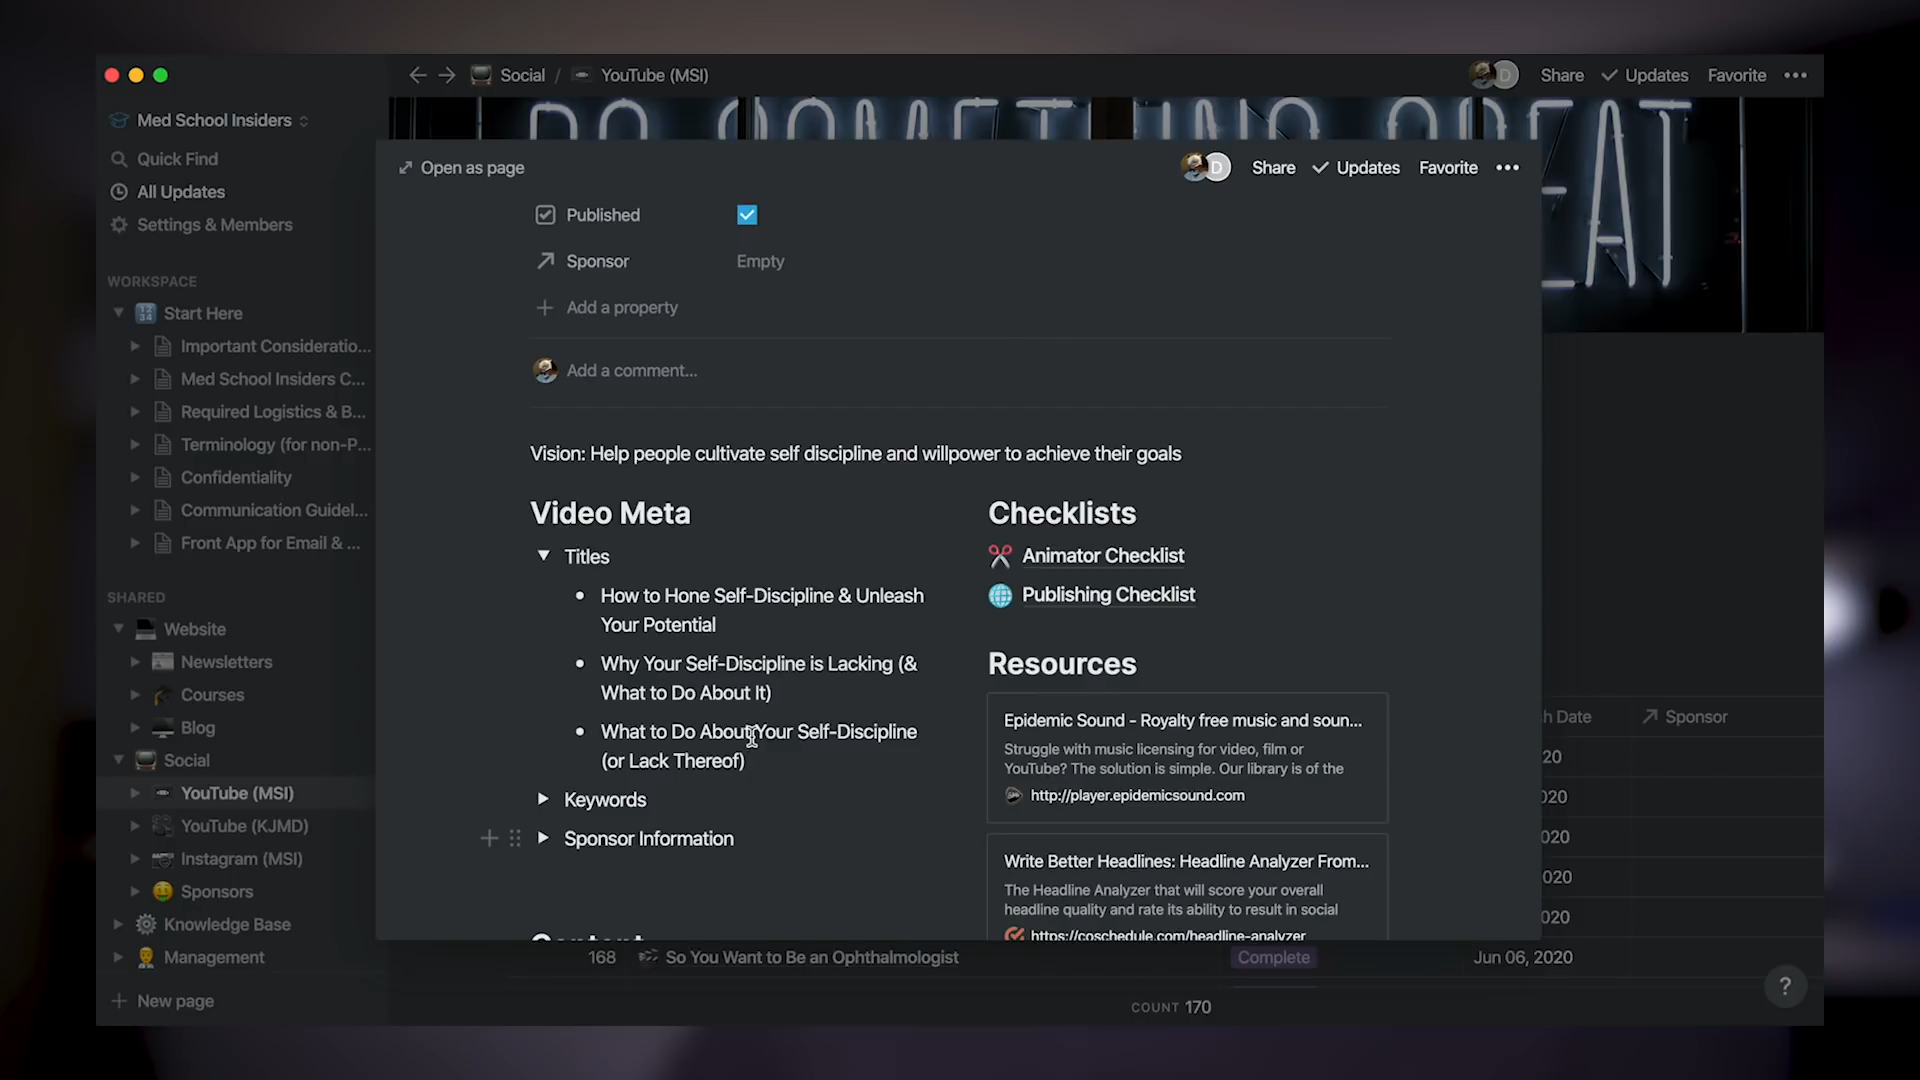 Social / YouTube (MSI)
D Share Updates Favorite
Med School Insiders
Quick Find
All Updates
Settings & Members
WORKSPACE
Start Here
Important Consideratio...
Med School Insiders C...
Required Logistics & B...
Terminology (for non-P...
Confidentiality
Communication Guidel...
Front App for Email & ...
SHARED
Website
Newsletters
Courses
Blog
Social
YouTube (MSI)
YouTube (KJMD)
Instagram (MSI)
Sponsors
Knowledge Base
Management
New page
DO SOMETHING GREAT
Open as page
D Share Updates Favorite
Published
Sponsor Empty
Add a property
Add a comment...
Vision: Help people cultivate self discipline and willpower to achieve their goals
Video Meta
Titles
How to Hone Self-Discipline & Unleash
Your Potential
Why Your Self-Discipline is Lacking (&
What to Do About It)
What to Do About Your Self-Discipline
(or Lack Thereof)
Keywords
Sponsor Information
Content
Checklists
Animator Checklist
Publishing Checklist
Resources
Epidemic Sound - Royalty free music and soun...
Struggle with music licensing for video, film or
YouTube? The solution is simple. Our library is of the
http://player.epidemicsound.com
Write Better Headlines: Headline Analyzer From...
The Headline Analyzer that will score your overall
headline quality and rate its ability to result in social
https://coschedule.com/headline-analyzer
h Date Sponsor
20
020
020
020
020
168 So You Want to Be an Ophthalmologist Complete Jun 06, 2020
COUNT 170
?